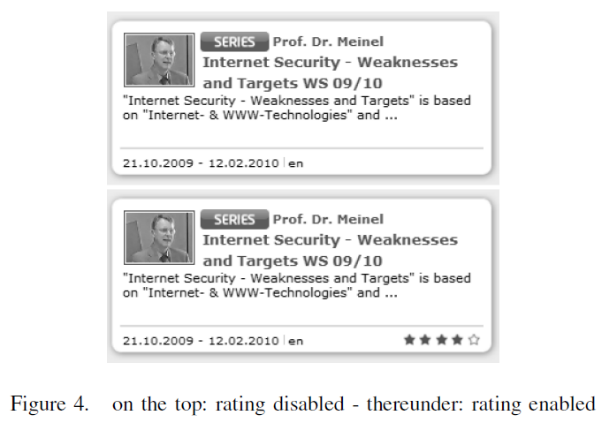 SERIES Prof. Dr. Meinel
Internet Security - Weaknesses
and Targets WS 09/10
"Internet Security - Weaknesses and Targets" is based
on "Internet- & WWW-Technologies" and ...
21.10.2009 - 12.02.2010 | en
SERIES Prof. Dr. Meinel
Internet Security - Weaknesses
and Targets WS 09/10
"Internet Security - Weaknesses and Targets" is based
on "Internet- & WWW-Technologies" and ...
21.10.2009 - 12.02.2010 | en ★★★★☆
Figure 4. on the top: rating disabled - thereunder: rating enabled